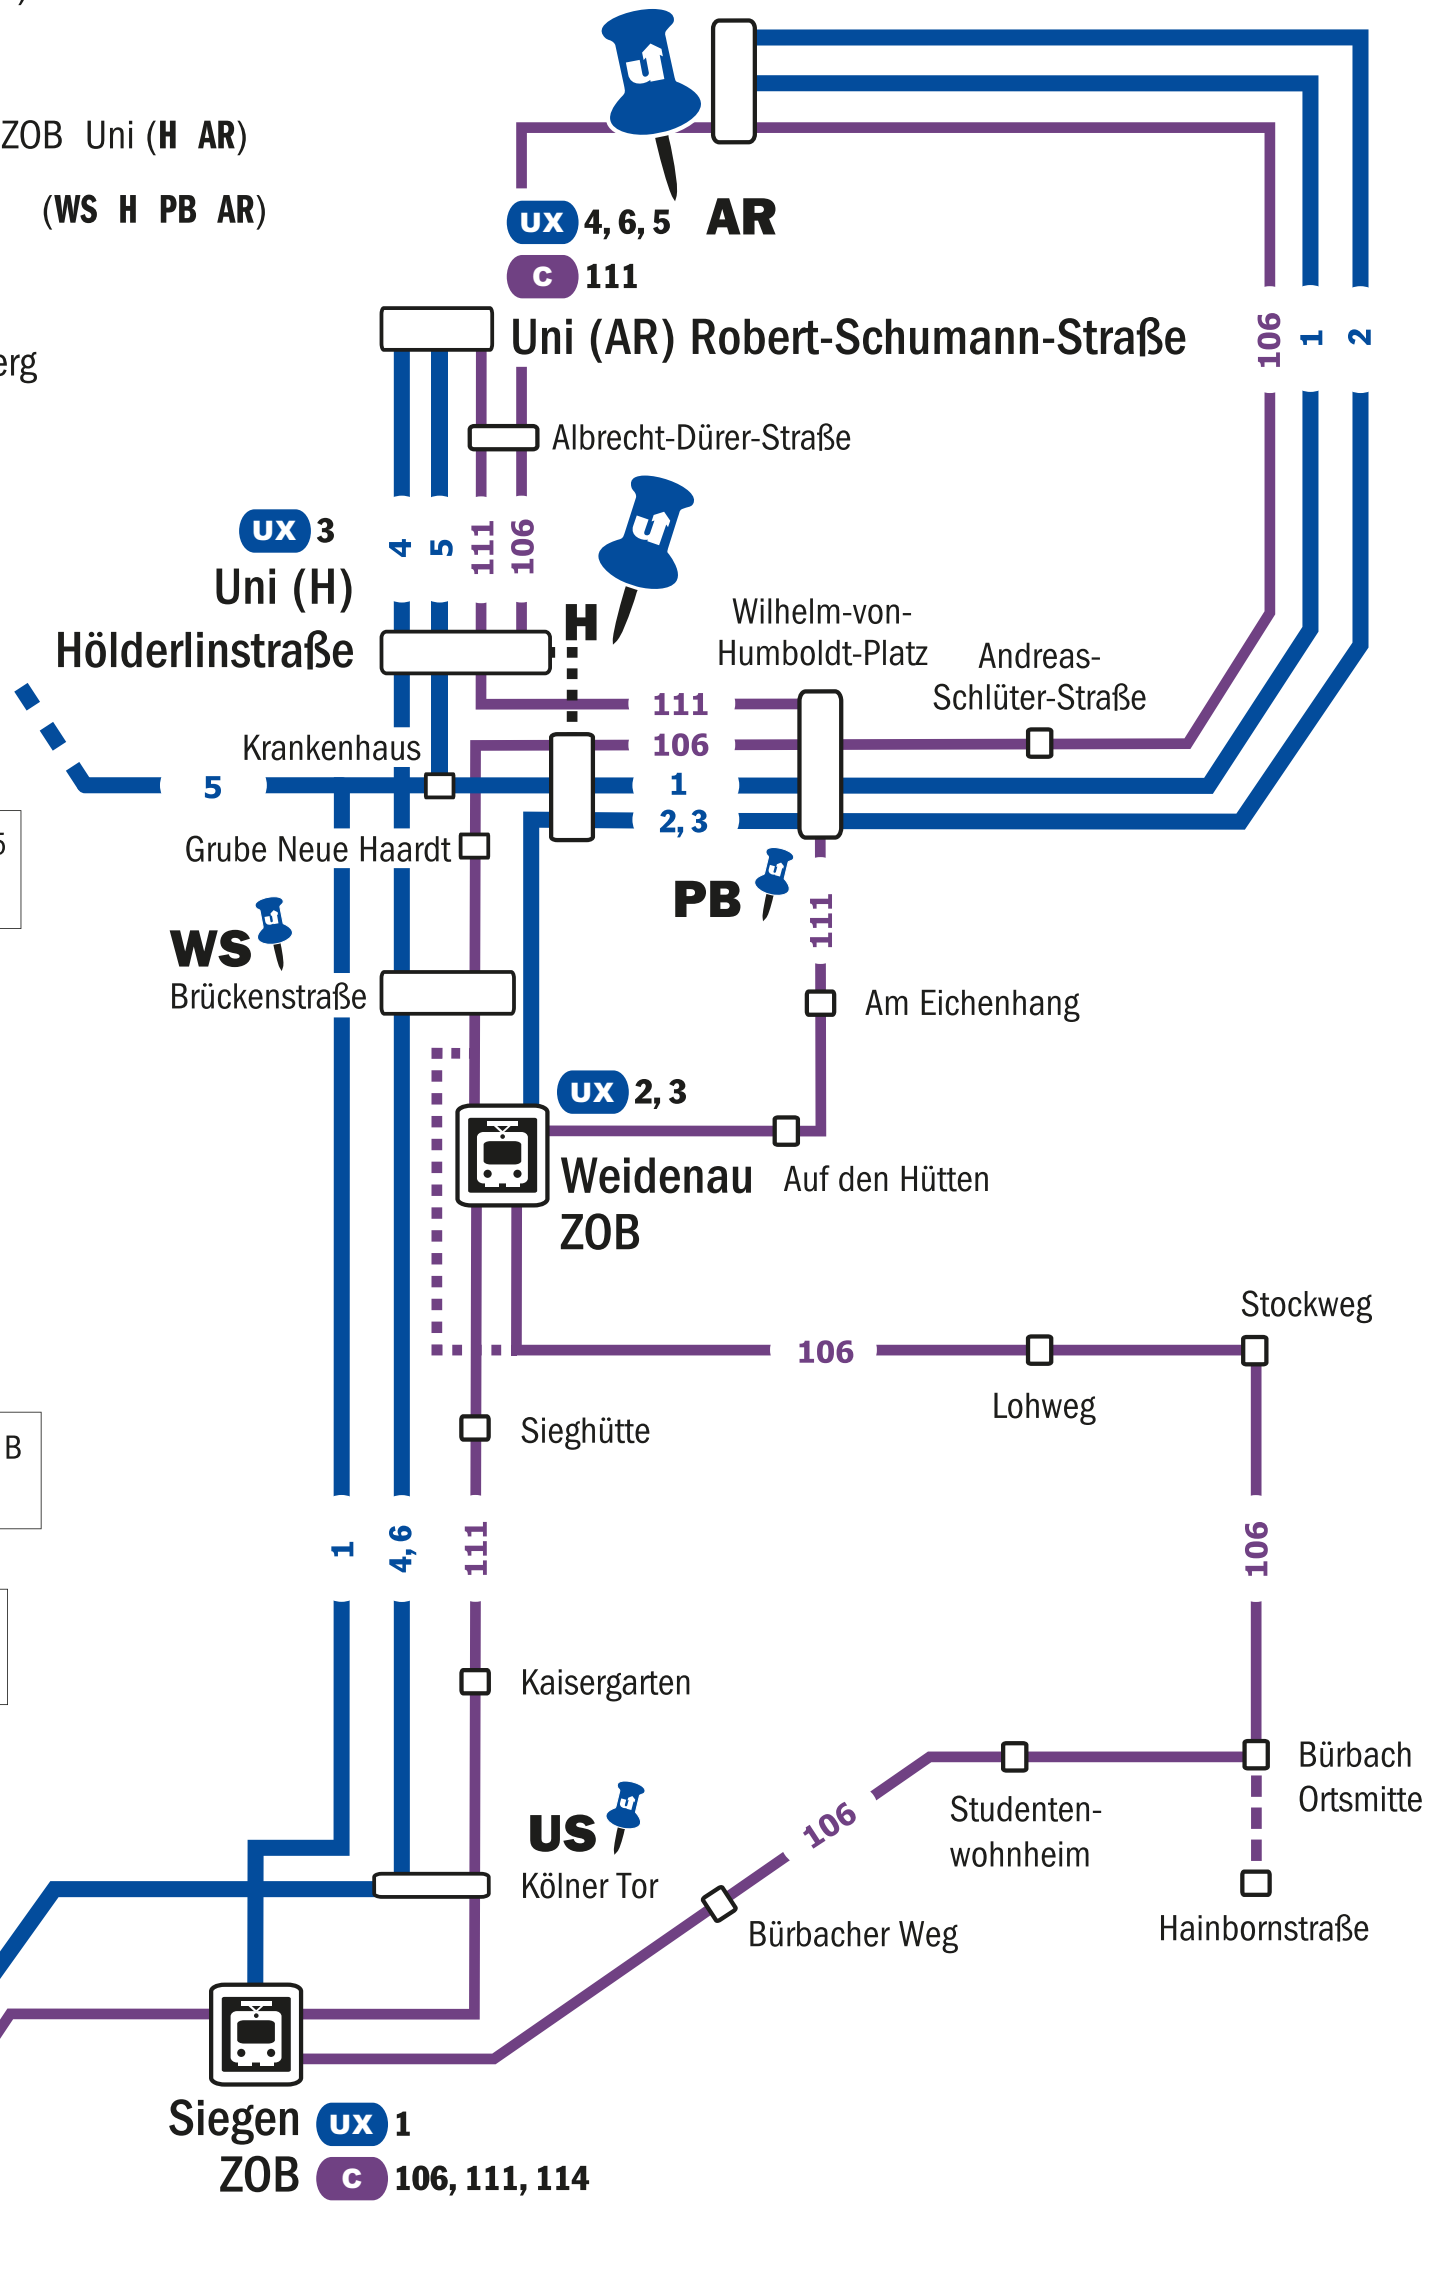 ZOB Uni (H AR)
(WS H PB AR)
erg
UX 4, 6, 5
AR
C 111
Uni (AR) Robert-Schumann-Straße
106
1
2
Albrecht-Dürer-Straße
UX 3
4
5
111
106
Uni (H)
Hölderlinstraße
H
Wilhelm-von-
Humboldt-Platz
Andreas-
Schlüter-Straße
111
Krankenhaus
106
5
1
2, 3
5
Grube Neue Haardt
PB
111
WS
Brückenstraße
Am Eichenhang
UX 2, 3
Weidenau
ZOB
Auf den Hütten
Stockweg
106
Lohweg
Sieghütte
B
1
4, 6
111
106
Kaisergarten
Bürbach
Ortsmitte
Studenten-
wohnheim
106
US
Kölner Tor
Bürbacher Weg
Hainbornstraße
Siegen
ZOB
UX 1
C 106, 111, 114